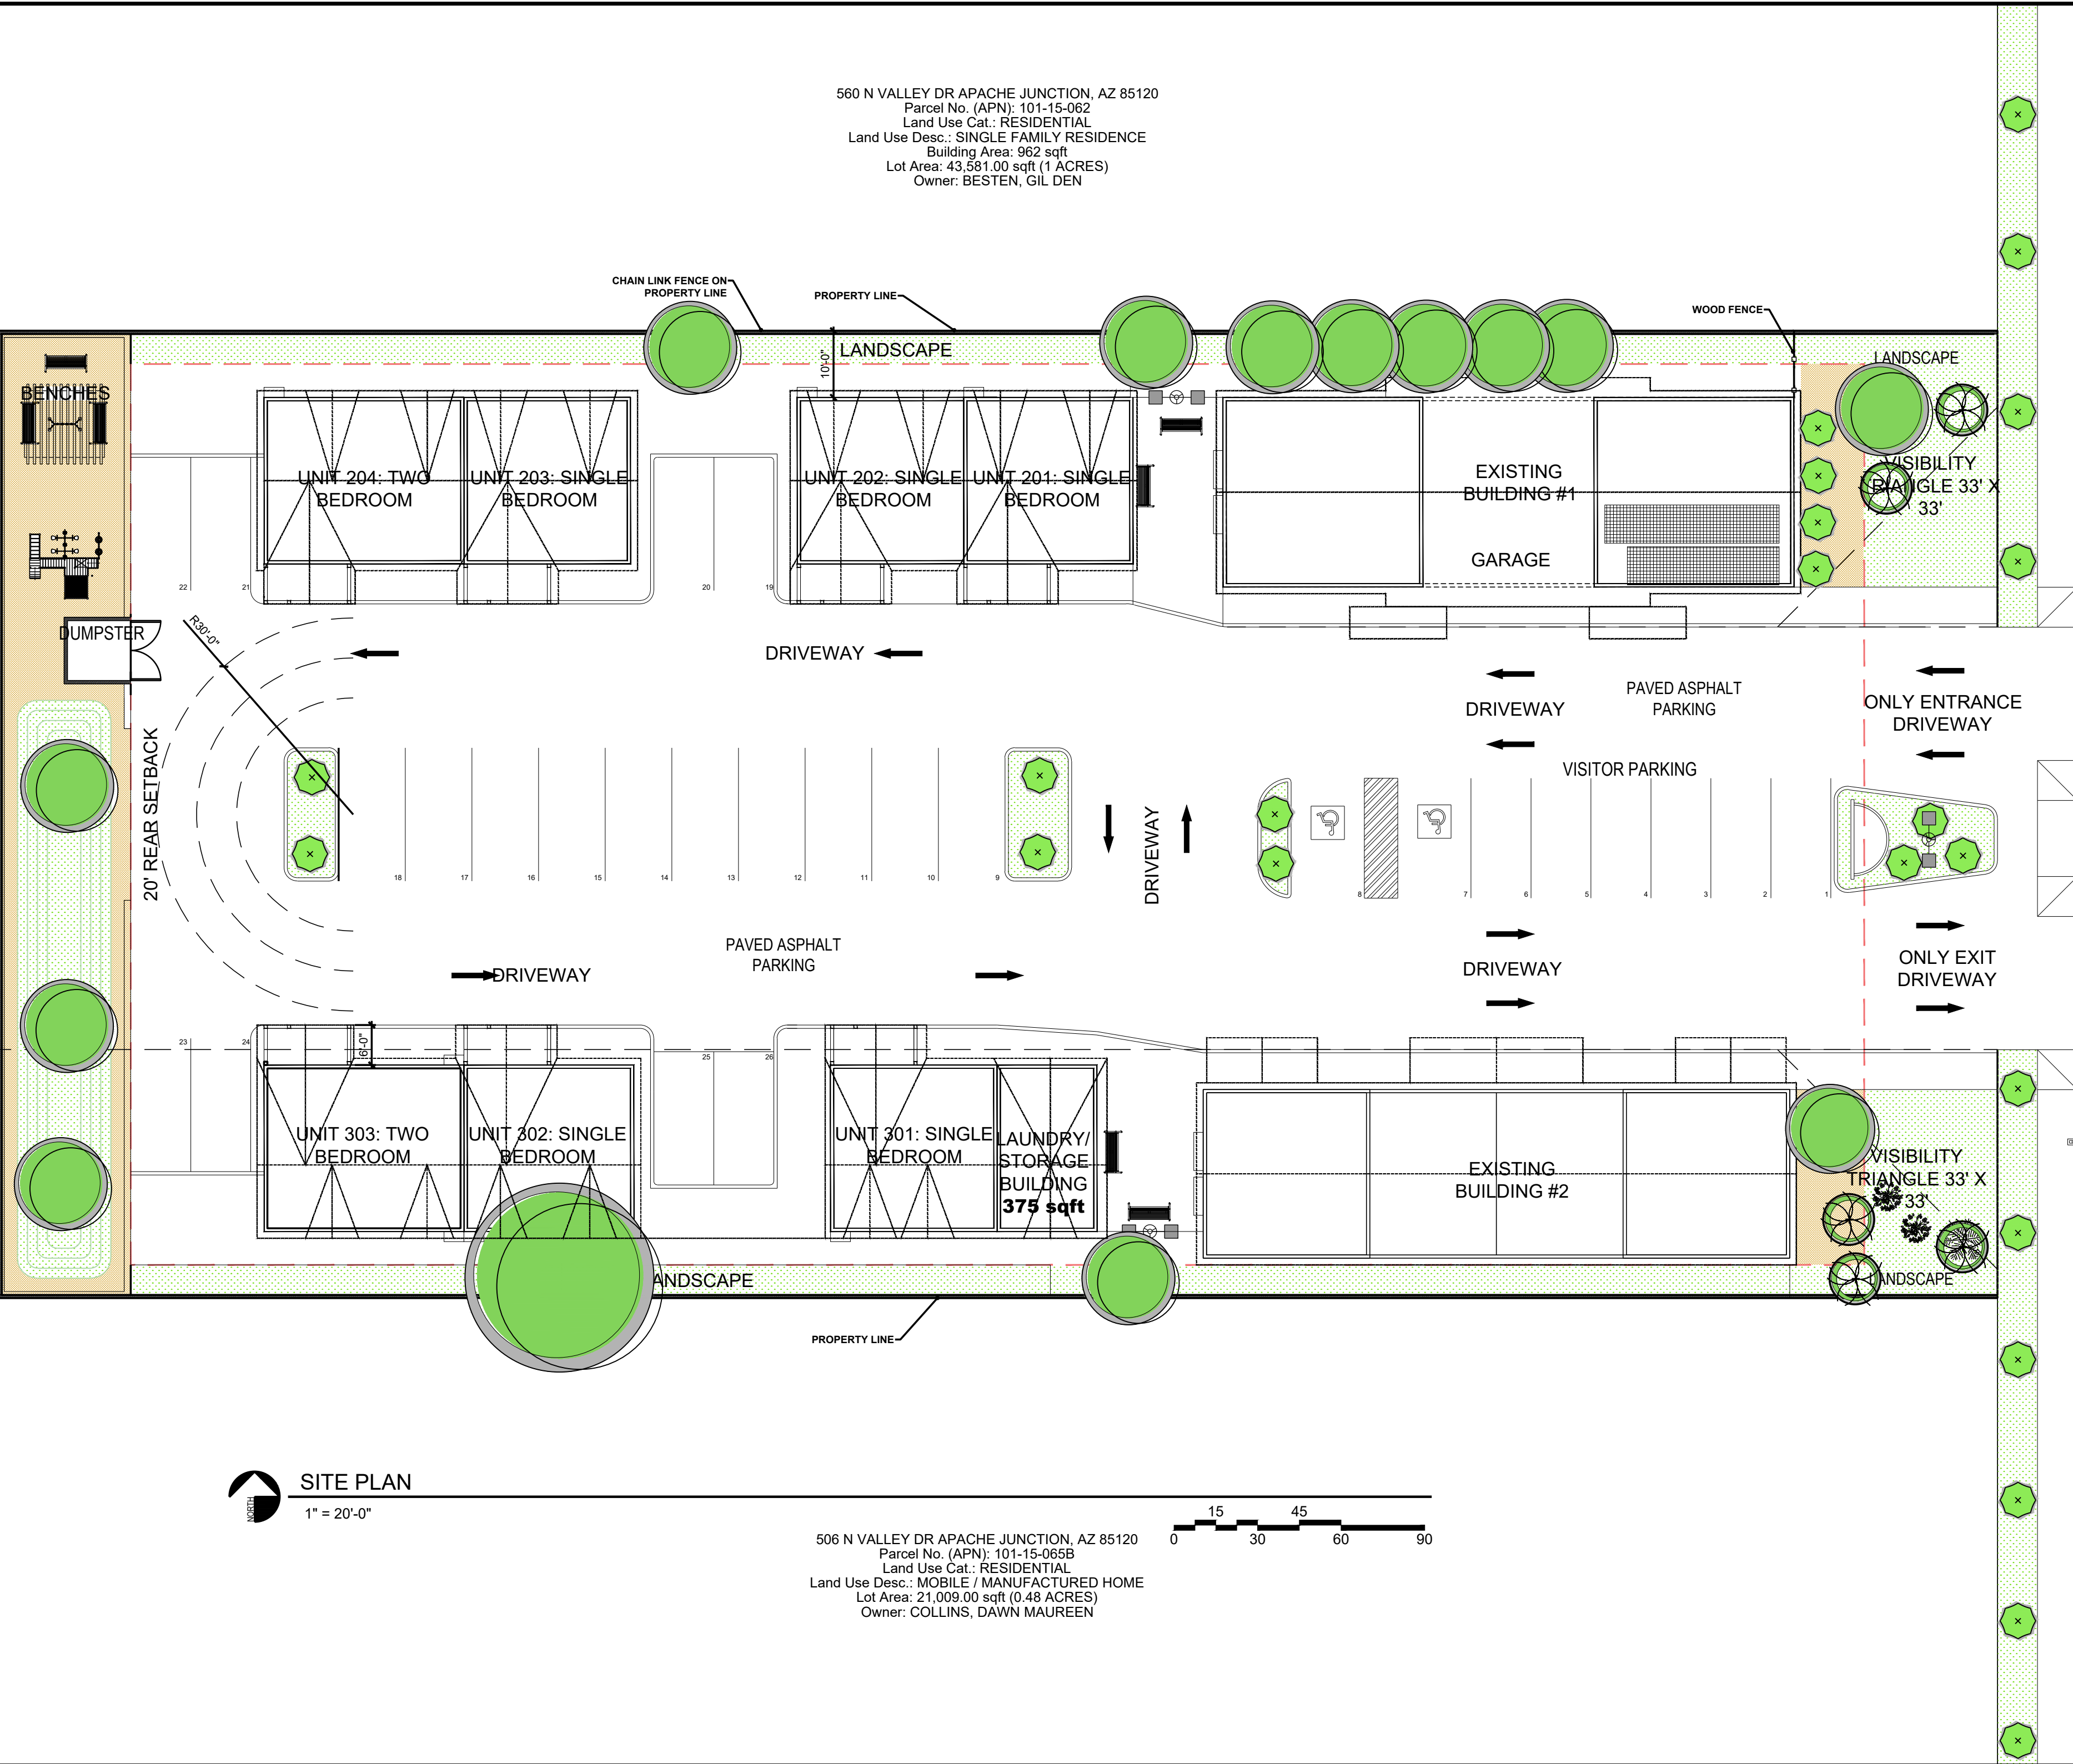 560 N VALLEY DR APACHE JUNCTION, AZ 85120
Parcel No. (APN): 101-15-062
Land Use Cat.: RESIDENTIAL
Land Use Desc.: SINGLE FAMILY RESIDENCE
Building Area: 962 sqft
Lot Area: 43,581.00 sqft (1 ACRES)
Owner: BESTEN, GIL DEN
CHAIN LINK FENCE ON
PROPERTY LINE
PROPERTY LINE
WOOD FENCE
LANDSCAPE
10'-0"
LANDSCAPE
BENCHES
UNIT 204: TWO
BEDROOM
UNIT 203: SINGLE
BEDROOM
UNIT 202: SINGLE
BEDROOM
UNIT 201: SINGLE
BEDROOM
EXISTING
BUILDING #1
GARAGE
VISIBILITY
TRIANGLE 33' X
33'
22
21
20
19
DUMPSTER
R30'-0"
DRIVEWAY
DRIVEWAY
PAVED ASPHALT
PARKING
ONLY ENTRANCE
DRIVEWAY
VISITOR PARKING
20' REAR SETBACK
DRIVEWAY
18
17
16
15
14
13
12
11
10
9
8
7
6
5
4
3
2
1
PAVED ASPHALT
PARKING
DRIVEWAY
DRIVEWAY
ONLY EXIT
DRIVEWAY
23
24
6'-0"
25
26
UNIT 303: TWO
BEDROOM
UNIT 302: SINGLE
BEDROOM
UNIT 301: SINGLE
BEDROOM
LAUNDRY/
STORAGE
BUILDING
375 sqft
EXISTING
BUILDING #2
VISIBILITY
TRIANGLE 33' X
33'
LANDSCAPE
ANDSCAPE
PROPERTY LINE
NORTH
SITE PLAN
1" = 20'-0"
15 45
0 30 60 90
506 N VALLEY DR APACHE JUNCTION, AZ 85120
Parcel No. (APN): 101-15-065B
Land Use Cat.: RESIDENTIAL
Land Use Desc.: MOBILE / MANUFACTURED HOME
Lot Area: 21,009.00 sqft (0.48 ACRES)
Owner: COLLINS, DAWN MAUREEN